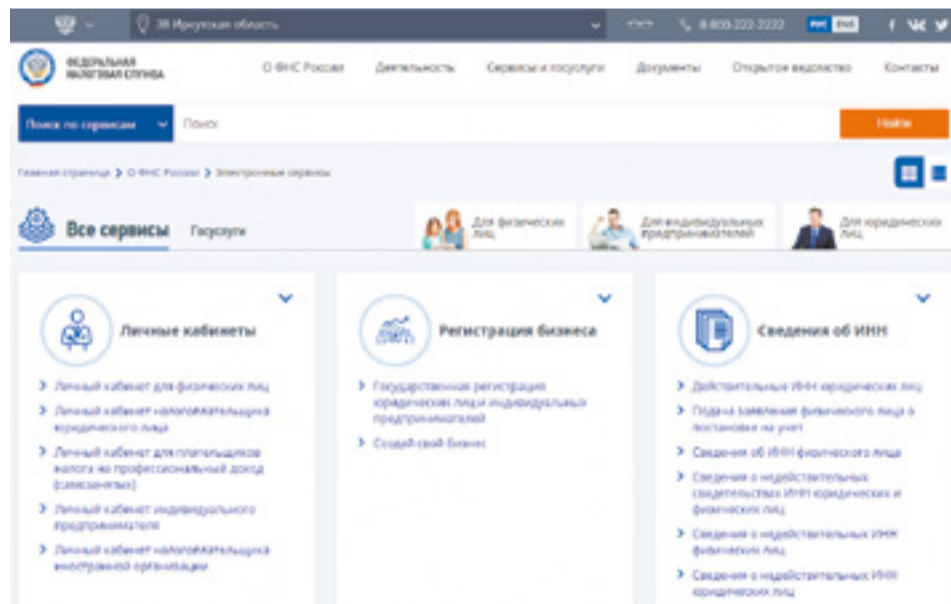 38 Иркутская область
8-800-222-2222
РУС ENG
ФЕДЕРАЛЬНАЯ
НАЛОГОВАЯ СЛУЖБА
О ФНС России
Деятельность
Сервисы и госуслуги
Документы
Открытое ведомство
Контакты
Поиск по сервисам
Поиск
Найти
Главная страница
О ФНС России
Электронные сервисы
Все сервисы
Госуслуги
Для физических
лиц
Для индивидуальных
предпринимателей
Для юридических
лиц
Личные кабинеты
Личный кабинет для физических лиц
Личный кабинет налогоплательщика
юридического лица
Личный кабинет для плательщиков
налога на профессиональный доход
(самозанятых)
Личный кабинет индивидуального
предпринимателя
Личный кабинет налогоплательщика
иностранной организации
Регистрация бизнеса
Государственная регистрация
юридических лиц и индивидуальных
предпринимателей
Создай свой бизнес
Сведения об ИНН
Действительные ИНН юридических лиц
Подача заявления физического лица о
постановке на учет
Сведения об ИНН физического лица
Сведения о недействительных
свидетельствах ИНН юридических и
физических лиц
Сведения о недействительных ИНН
физических лиц
Сведения о недействительных ИНН
юридических лиц